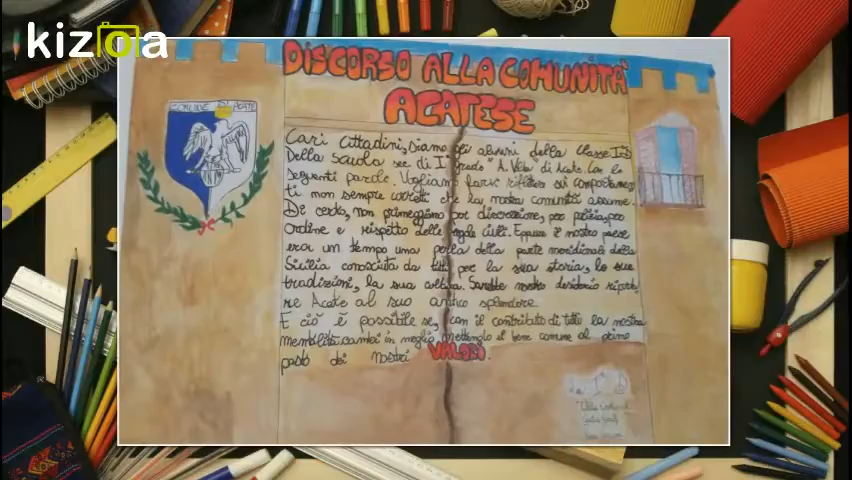 kizoa
DISCORSO ALLA COMUNITÀ
ACATESE
COMUNE DI ACATE
Cari Cittadini, siamo gli alunni della classe I
Della scuola sec. di I° grado "A. Volta" di Acate. Con le
seguenti parole. Vogliamo farvi riflettere sui comportamen
ti non sempre corretti che la nostra comunità assume.
Di certo, non primeggiamo per discrezione, per pulizia, per
ordine e rispetto delle regole civili. Eppure il nostro paese
era un tempo una perla della parte meridionale della
Sicilia conosciuta da tutti per la sua storia, le sue
tradizioni, la sua cultura. Sarebbe nostro desiderio riporta
re Acate al suo antico splendore.
E ciò è possibile se, con il contributo di tutti la nostra
mentalità cambi in meglio mettendo il bene comune al primo
posto dei nostri VALORI.